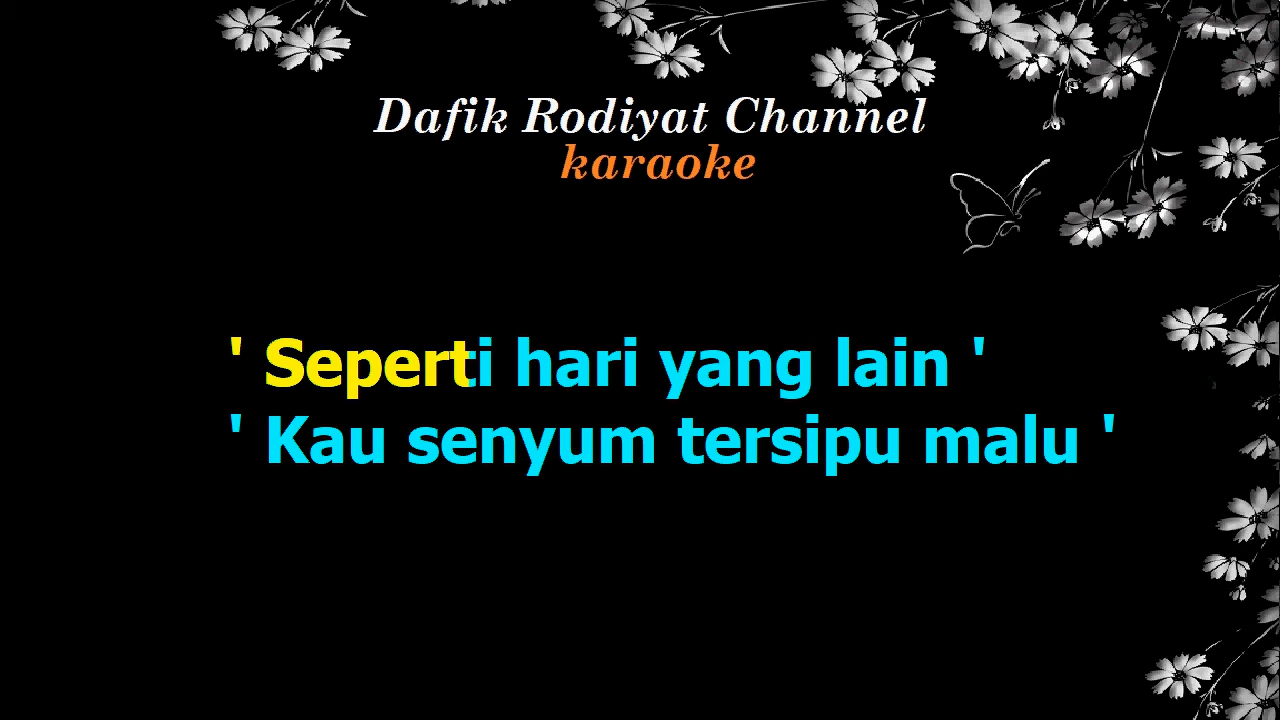 Dafik Rodiyat Channel
karaoke
' Seperti hari yang lain '
' Kau senyum tersipu malu '